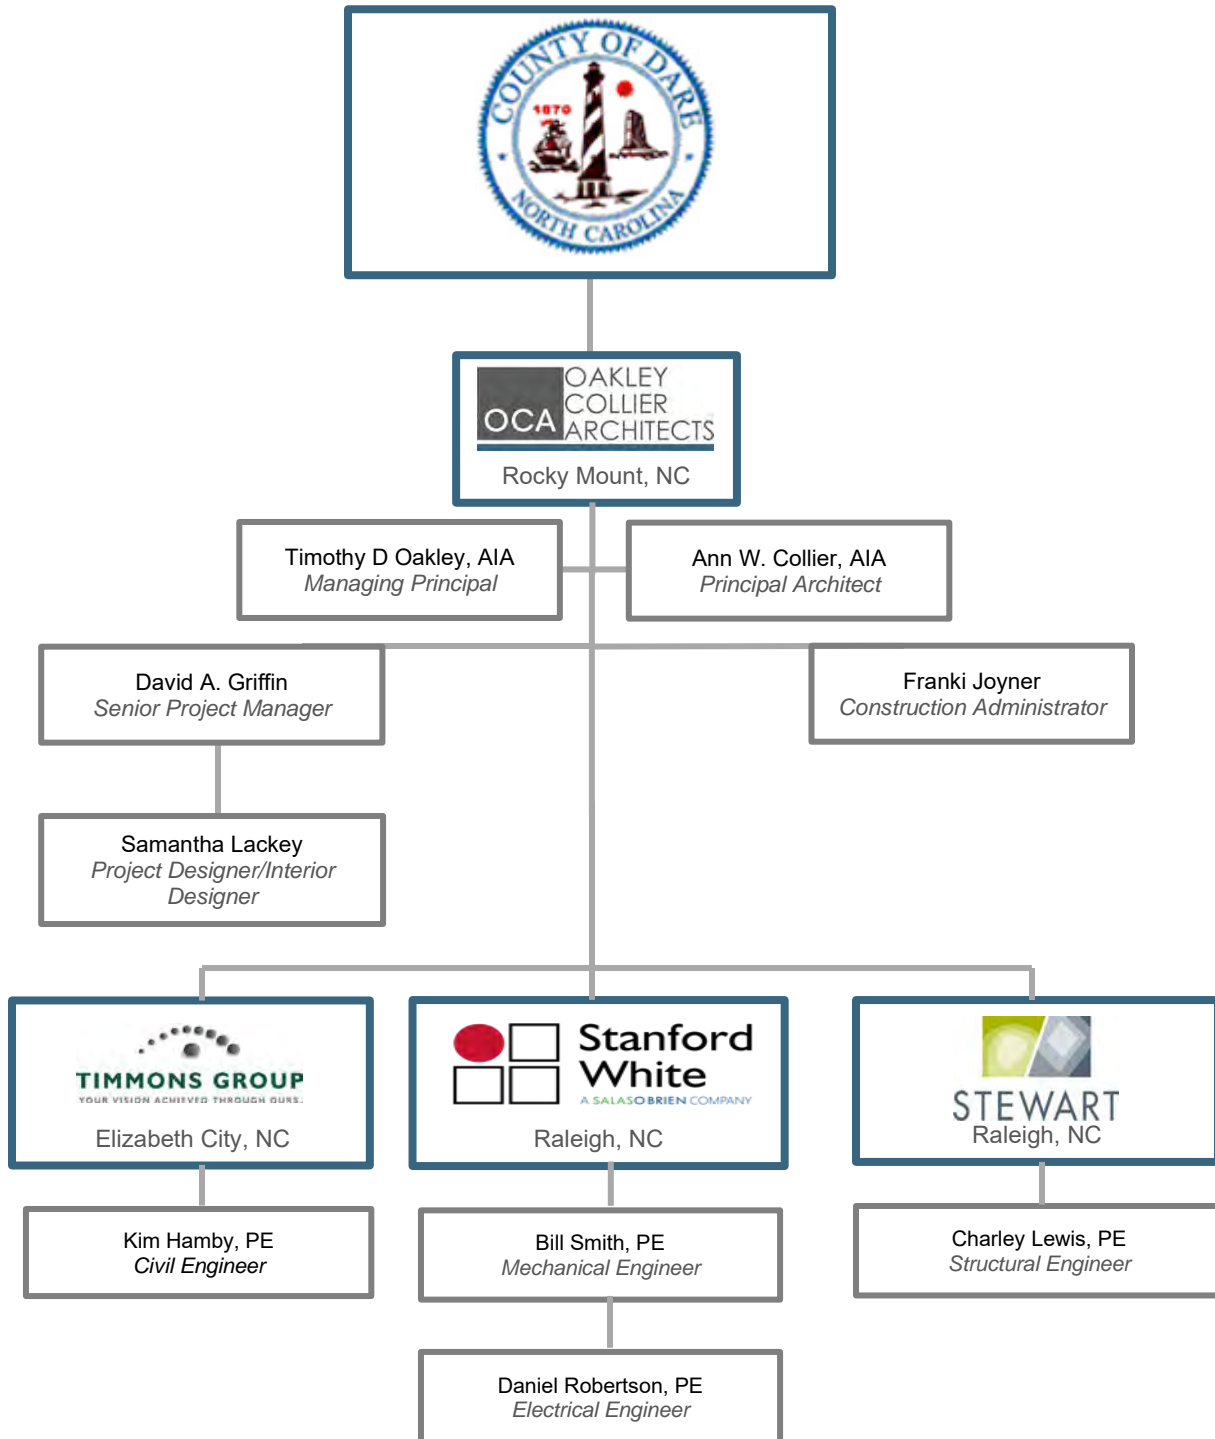 COUNTY OF DARE
1870
NORTH CAROLINA
OCA
OAKLEY
COLLIER
ARCHITECTS
Rocky Mount, NC
Timothy D Oakley, AIA
Managing Principal
Ann W. Collier, AIA
Principal Architect
David A. Griffin
Senior Project Manager
Franki Joyner
Construction Administrator
Samantha Lackey
Project Designer/Interior
Designer
TIMMONS GROUP
YOUR VISION ACHIEVED THROUGH OURS.
Elizabeth City, NC
Stanford
White
A SALASOBRIEN COMPANY
Raleigh, NC
STEWART
Raleigh, NC
Kim Hamby, PE
Civil Engineer
Bill Smith, PE
Mechanical Engineer
Charley Lewis, PE
Structural Engineer
Daniel Robertson, PE
Electrical Engineer